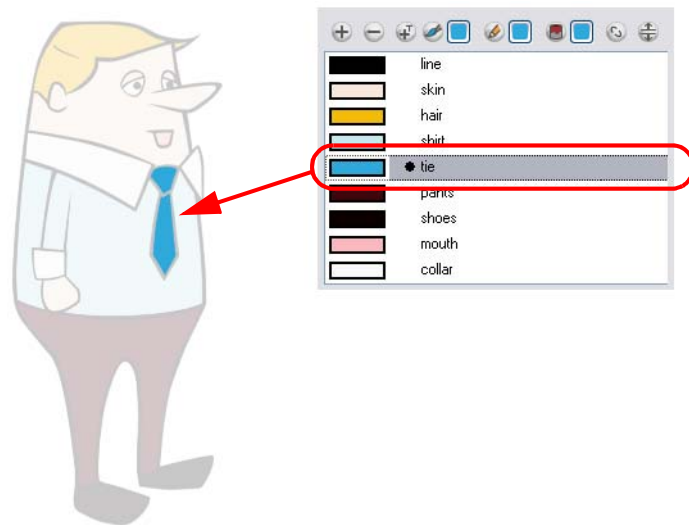 line
skin
hair
shirt
tie
pants
shoes
mouth
collar